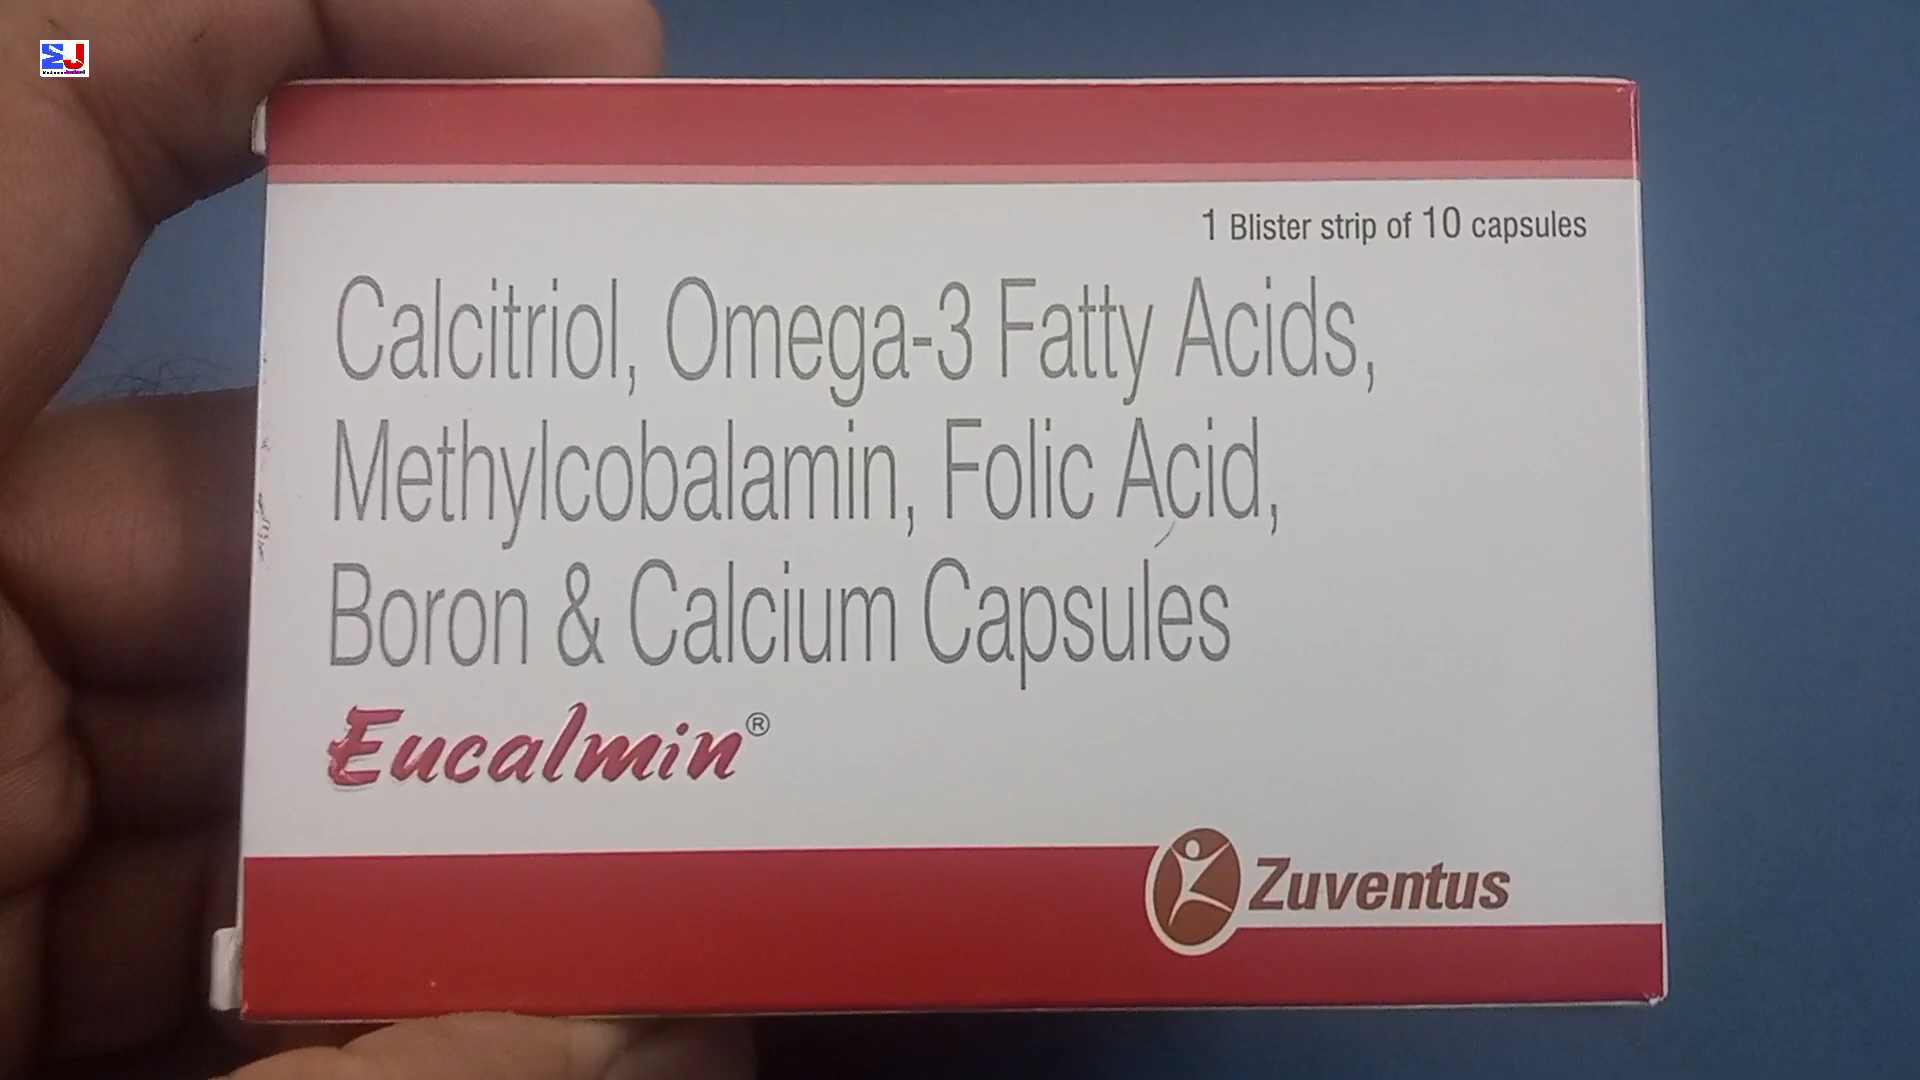 1 Blister strip of 10 capsules
Calcitriol, Omega-3 Fatty Acids,
Methylcobalamin, Folic Acid,
Boron & Calcium Capsules
Eucalmin®
Zuventus